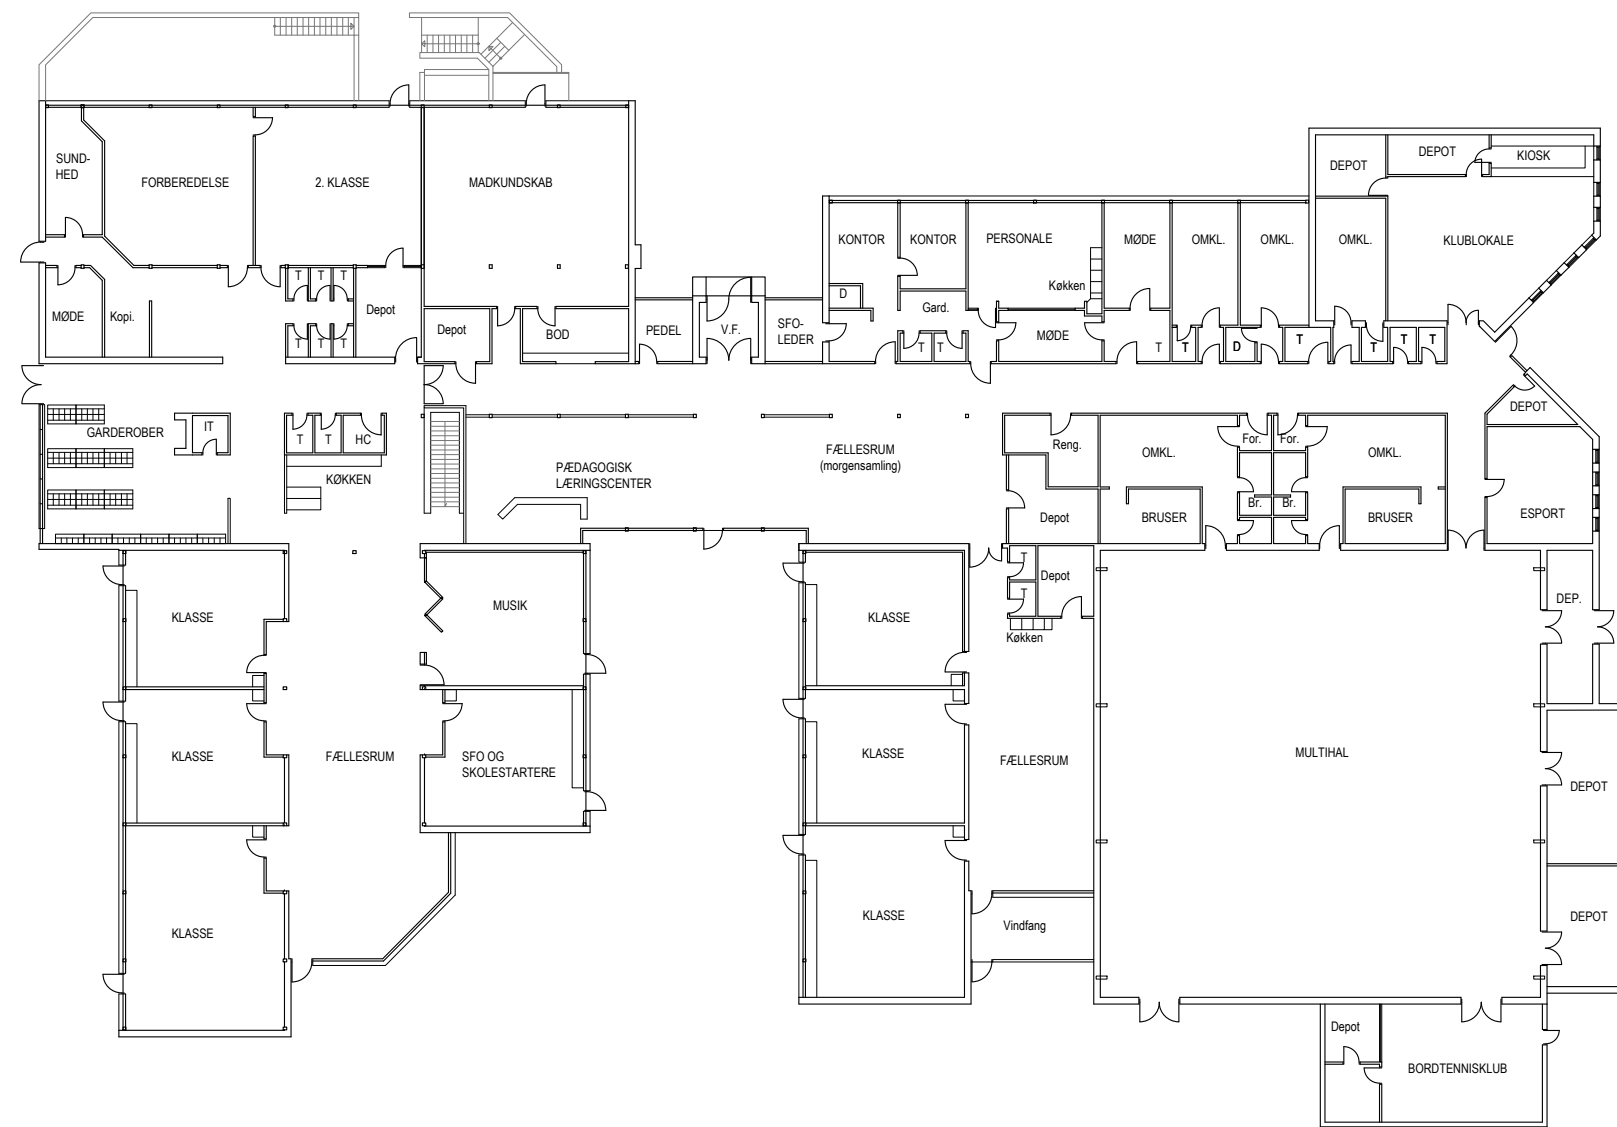 SUND-
HED
FORBEREDELSE
2. KLASSE
MADKUNDSKAB
DEPOT
DEPOT
KIOSK
KONTOR
KONTOR
PERSONALE
MØDE
OMKL.
OMKL.
OMKL.
KLUBLOKALE
T
T
T
Køkken
D
Gard.
MØDE
Kopi.
Depot
T
T
T
Depot
BOD
PEDEL
V.F.
SFO-
LEDER
T
T
MØDE
T
T
D
T
T
T
T
DEPOT
GARDEROBER
IT
T
T
HC
KØKKEN
PÆDAGOGISK
LÆRINGSCENTER
FÆLLESRUM
(morgensamling)
Reng.
OMKL.
For.
For.
OMKL.
Depot
BRUSER
Br.
Br.
BRUSER
ESPORT
KLASSE
MUSIK
KLASSE
T
T
Depot
Køkken
DEP.
KLASSE
FÆLLESRUM
SFO OG
SKOLESTARTERE
KLASSE
FÆLLESRUM
MULTIHAL
DEPOT
KLASSE
KLASSE
Vindfang
DEPOT
Depot
BORDTENNISKLUB